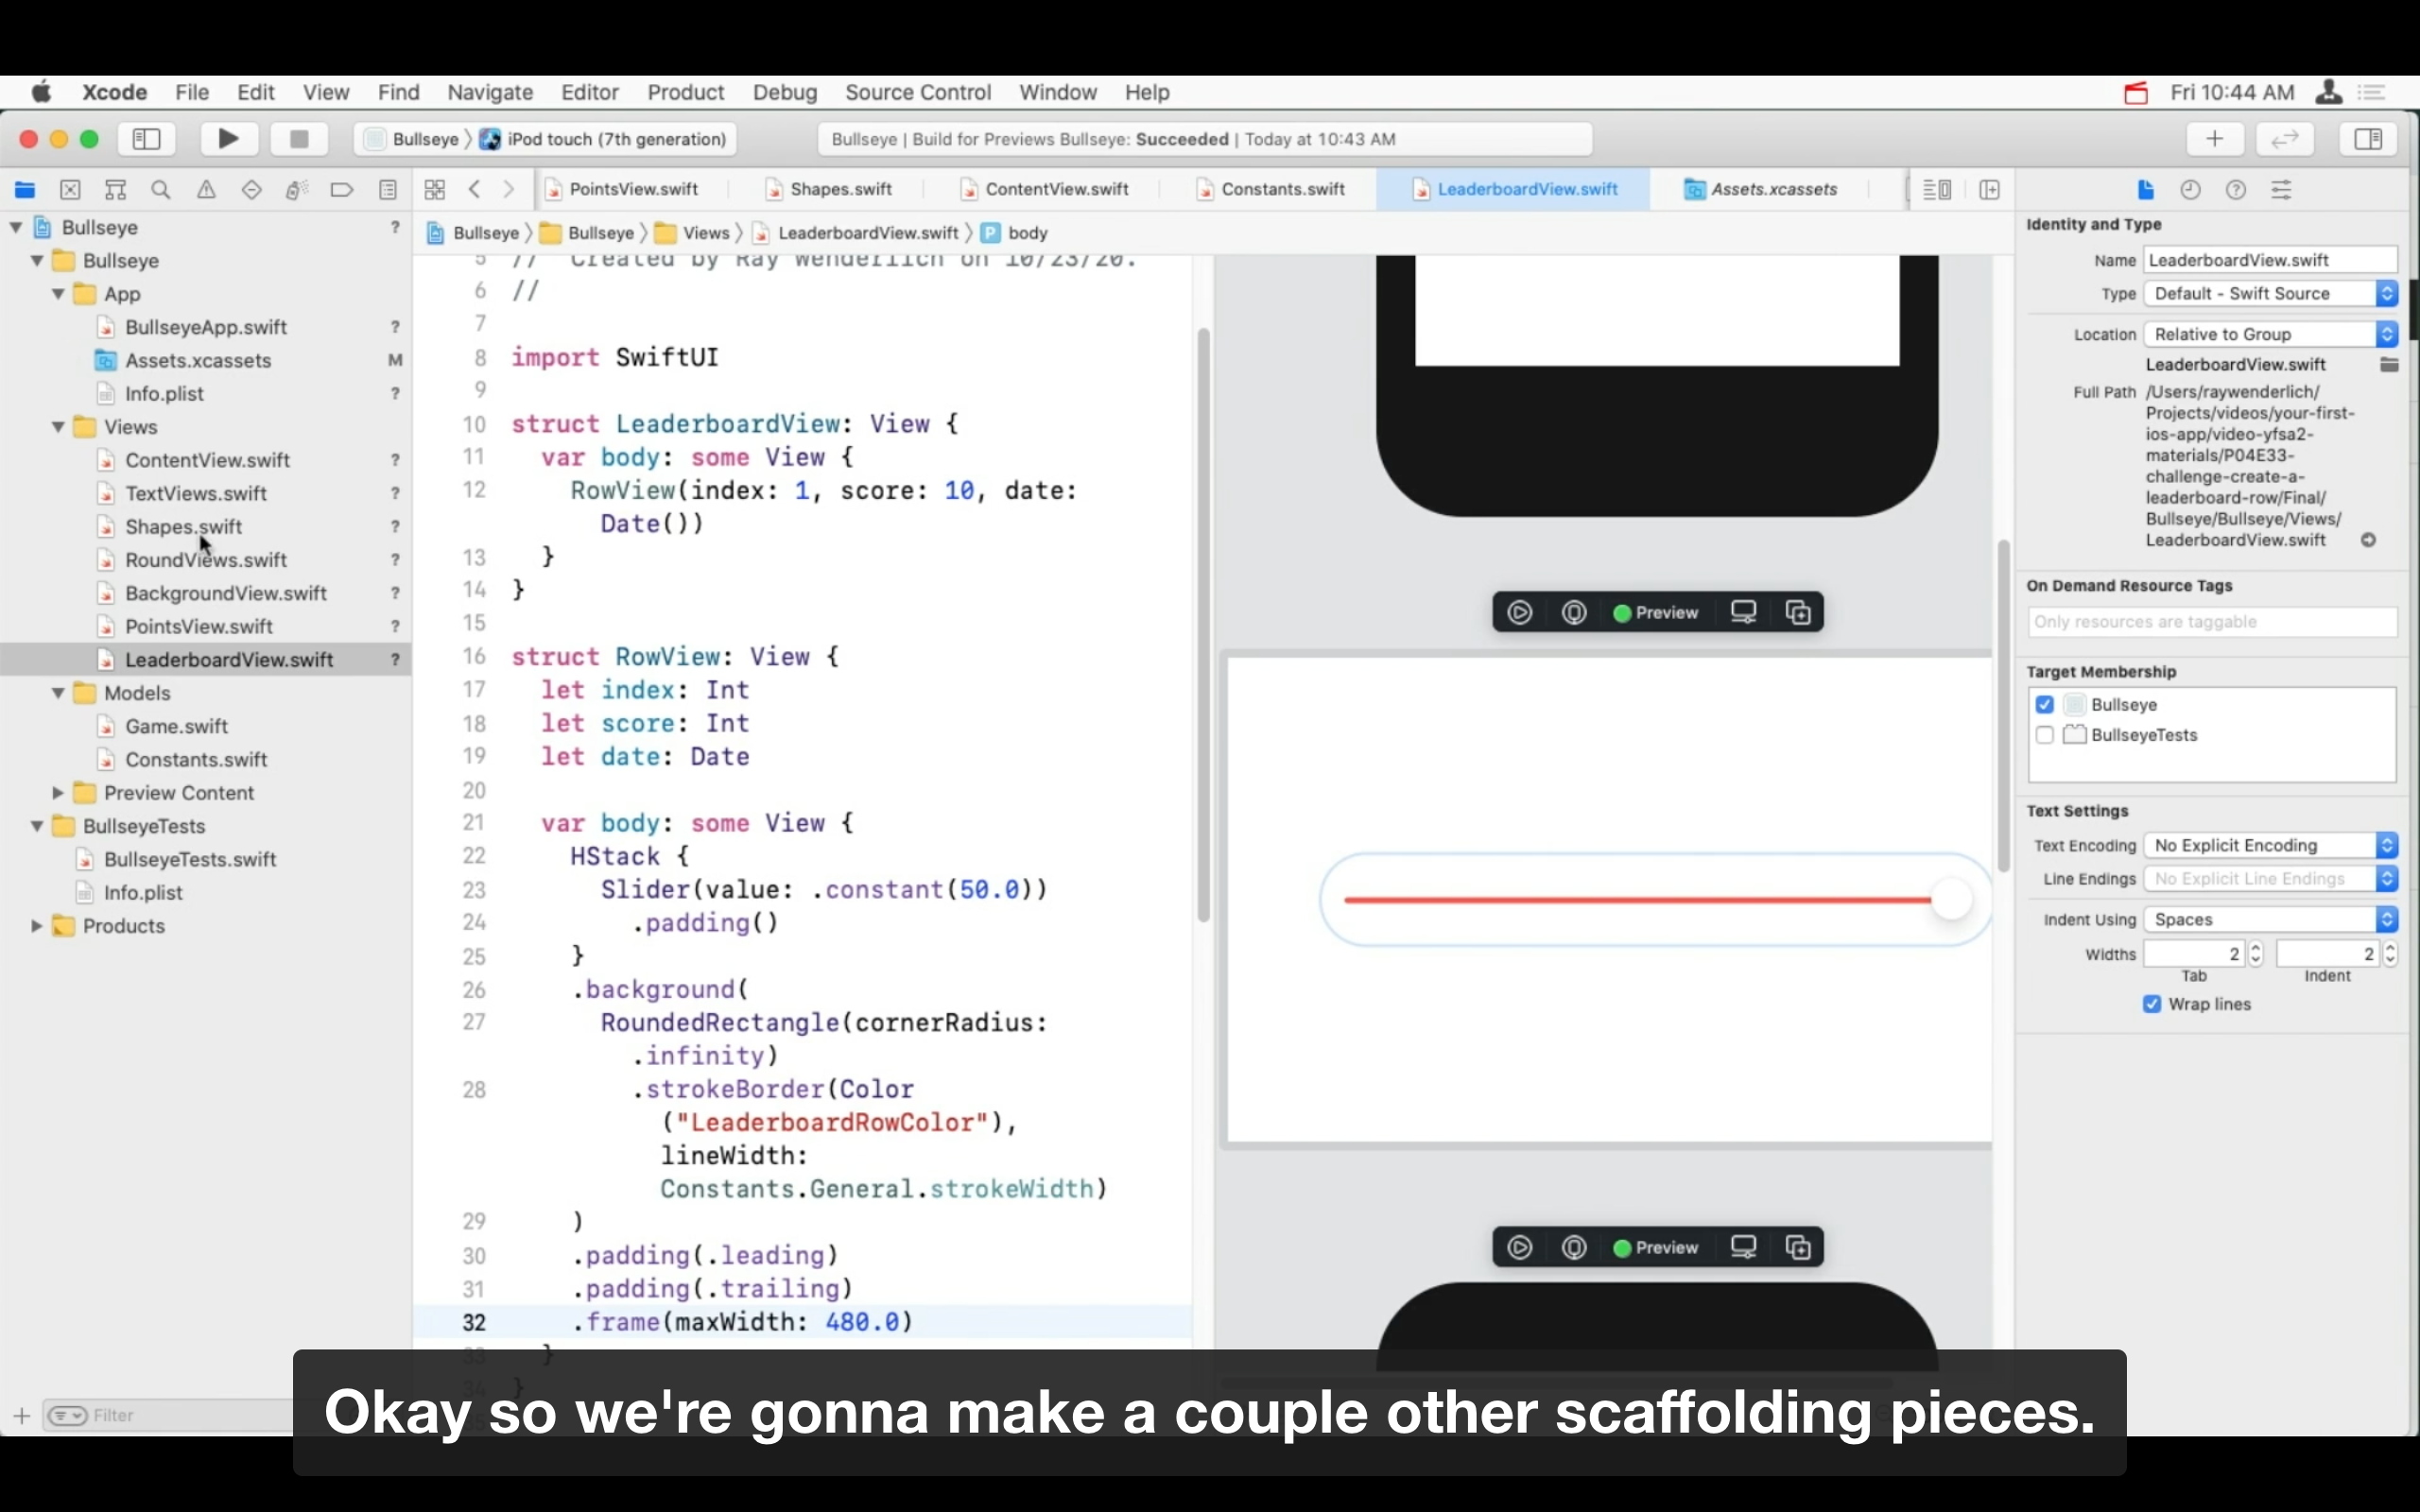 Xcode File Edit View Find Navigate Editor Product Debug Source Control Window Help
Fri 10:44 AM
Bullseye iPod touch (7th generation)
Bullseye | Build for Previews Bullseye: Succeeded | Today at 10:43 AM
PointsView.swift Shapes.swift ContentView.swift Constants.swift LeaderboardView.swift Assets.xcassets
Bullseye Bullseye Views LeaderboardView.swift P body
Bullseye ?
Bullseye
App
BullseyeApp.swift ?
Assets.xcassets M
Info.plist ?
Views
ContentView.swift ?
TextViews.swift ?
Shapes.swift ?
RoundViews.swift ?
BackgroundView.swift ?
PointsView.swift ?
LeaderboardView.swift ?
Models
Game.swift
Constants.swift
Preview Content
BullseyeTests
BullseyeTests.swift
Info.plist
Products
Filter
5 // Created by Ray Wenderlich on 10/23/20.
6 //
7
8 import SwiftUI
9
10 struct LeaderboardView: View {
11 var body: some View {
12 RowView(index: 1, score: 10, date:
Date())
13 }
14 }
15
16 struct RowView: View {
17 let index: Int
18 let score: Int
19 let date: Date
20
21 var body: some View {
22 HStack {
23 Slider(value: .constant(50.0))
24 .padding()
25 }
26 .background(
27 RoundedRectangle(cornerRadius:
.infinity)
28 .strokeBorder(Color
("LeaderboardRowColor"),
lineWidth:
Constants.General.strokeWidth)
29 )
30 .padding(.leading)
31 .padding(.trailing)
32 .frame(maxWidth: 480.0)
33 }
34 }
Preview
Preview
Identity and Type
Name LeaderboardView.swift
Type Default - Swift Source
Location Relative to Group
LeaderboardView.swift
Full Path /Users/raywenderlich/
Projects/videos/your-first-
ios-app/video-yfsa2-
materials/P04E33-
challenge-create-a-
leaderboard-row/Final/
Bullseye/Bullseye/Views/
LeaderboardView.swift
On Demand Resource Tags
Only resources are taggable
Target Membership
Bullseye
BullseyeTests
Text Settings
Text Encoding No Explicit Encoding
Line Endings No Explicit Line Endings
Indent Using Spaces
Widths 2 2
Tab Indent
Wrap lines
Okay so we're gonna make a couple other scaffolding pieces.